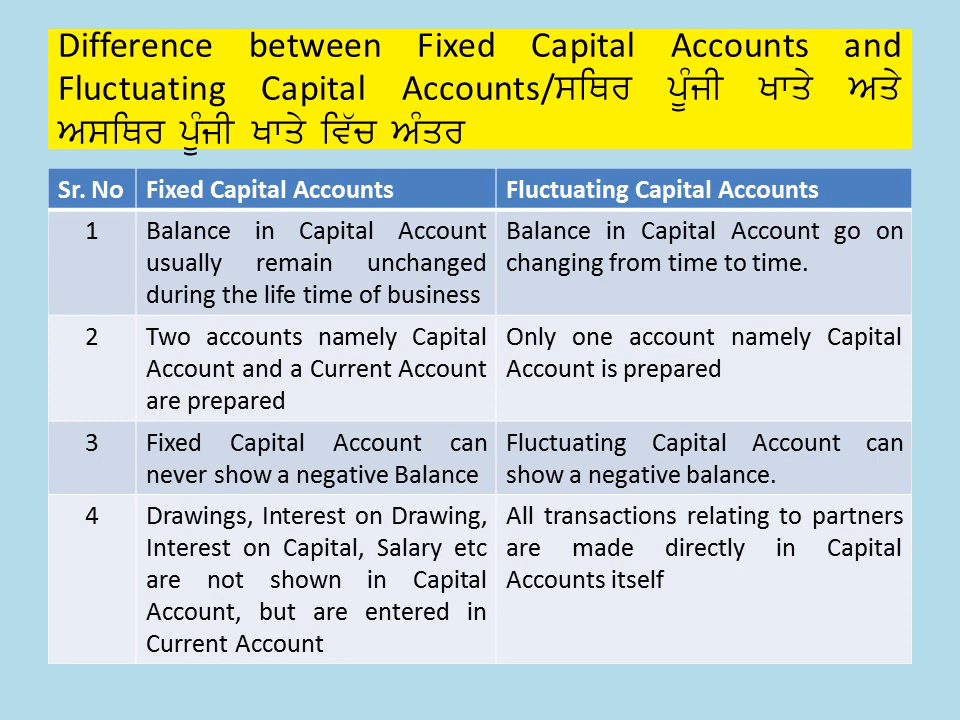 Difference between Fixed Capital Accounts and
Fluctuating Capital Accounts/ਸਥਿਰ ਪੂੰਜੀ ਖਾਤੇ ਅਤੇ
ਅਸਥਿਰ ਪੂੰਜੀ ਖਾਤੇ ਵਿੱਚ ਅੰਤਰ
Sr. No Fixed Capital Accounts Fluctuating Capital Accounts
1 Balance in Capital Account Balance in Capital Account go on
usually remain unchanged changing from time to time.
during the life time of business
2 Two accounts namely Capital Only one account namely Capital
Account and a Current Account Account is prepared
are prepared
3 Fixed Capital Account can Fluctuating Capital Account can
never show a negative Balance show a negative balance.
4 Drawings, Interest on Drawing, All transactions relating to partners
Interest on Capital, Salary etc are made directly in Capital
are not shown in Capital Accounts itself
Account, but are entered in
Current Account